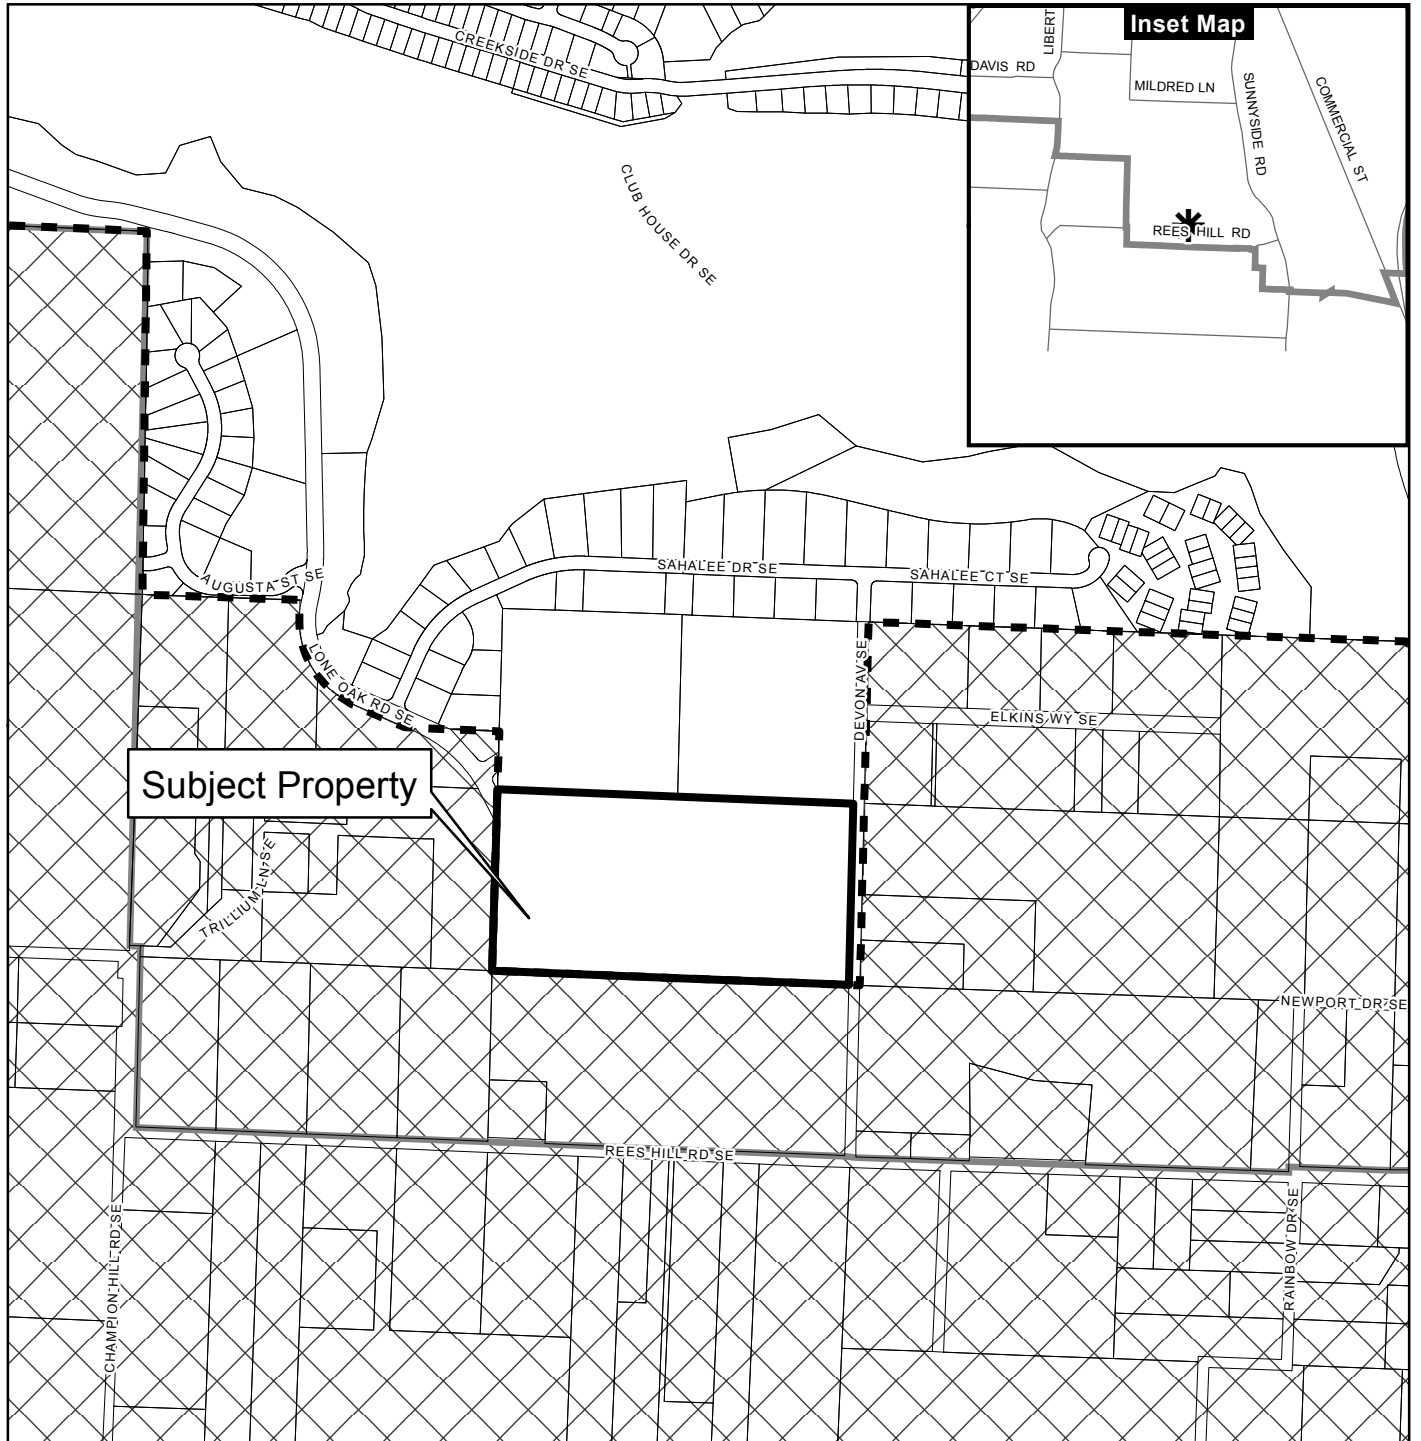 Inset Map
LIBERT
DAVIS RD
MILDRED LN
SUNNYSIDE RD
COMMERCIAL ST
REES HILL RD
CREEKSIDE DR SE
CLUB HOUSE DR SE
SAHALEE DR SE
SAHALEE CT SE
AUGUSTA ST SE
LONE OAK RD SE
DEVON AV SE
ELKINS WY SE
Subject Property
TRILLIUM LN SE
NEWPORT DR SE
REES HILL RD SE
CHAMPION HILL RD SE
RAINBOW DR SE